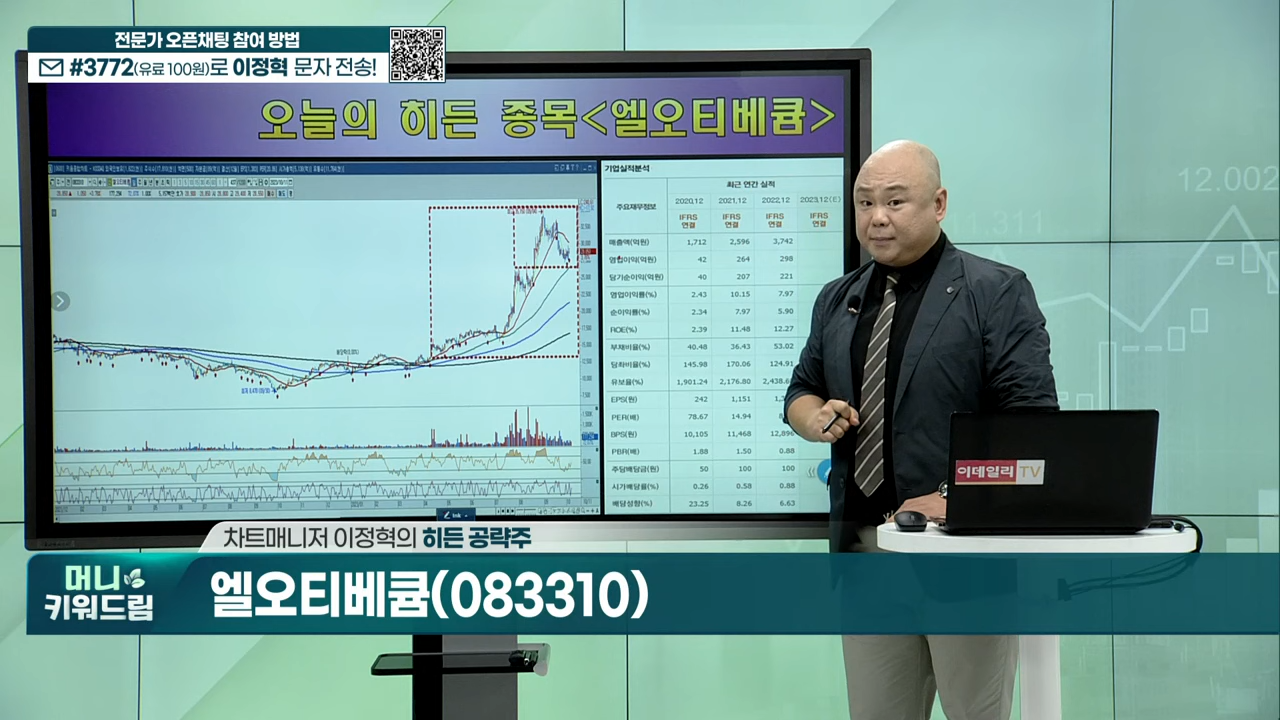 전문가 오픈채팅 참여 방법
#3772(유료 100원)로 이정혁 문자 전송!
오늘의 히든 종목<엘오티베큠>
기업실적분석
주요재무정보
최근 연간 실적
2020.12 2021.12 2022.12 2023.12(E)
IFRS 연결 IFRS 연결 IFRS 연결 IFRS 연결
매출액(억원) 1,712 2,596 3,742
영업이익(억원) 42 264 298
당기순이익(억원) 40 207 221
영업이익률(%) 2.43 10.15 7.97
순이익률(%) 2.34 7.97 5.90
ROE(%) 2.39 11.48 12.27
부채비율(%) 40.48 36.43 53.02
당좌비율(%) 145.98 170.06 124.91
유보율(%) 1,901.24 2,176.80 2,438.6
EPS(원) 242 1,151
PER(배) 78.67 14.94
BPS(원) 10,105 11,468 12,896
PBR(배) 1.88 1.50 0.88
주당배당금(원) 50 100 100
시가배당률(%) 0.26 0.58 0.88
배당성향(%) 23.25 8.26 6.63
12.002
11,311
이데일리 TV
차트매니저 이정혁의 히든 공략주
머니
키워드림
엘오티베큠(083310)